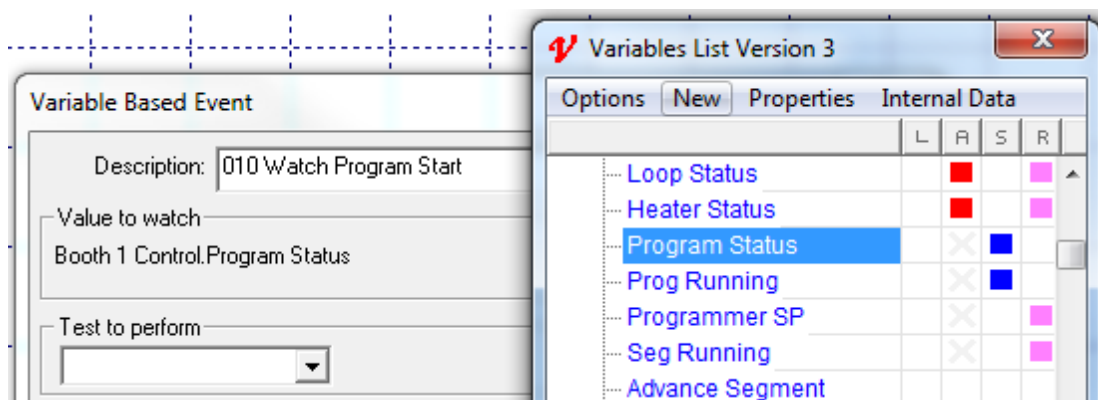 Variable Based Event
Description: 010 Watch Program Start
Value to watch
Booth 1 Control.Program Status
Test to perform
Variables List Version 3
Options New Properties Internal Data
L A S R
Loop Status
Heater Status
Program Status
Prog Running
Programmer SP
Seg Running
Advance Segment